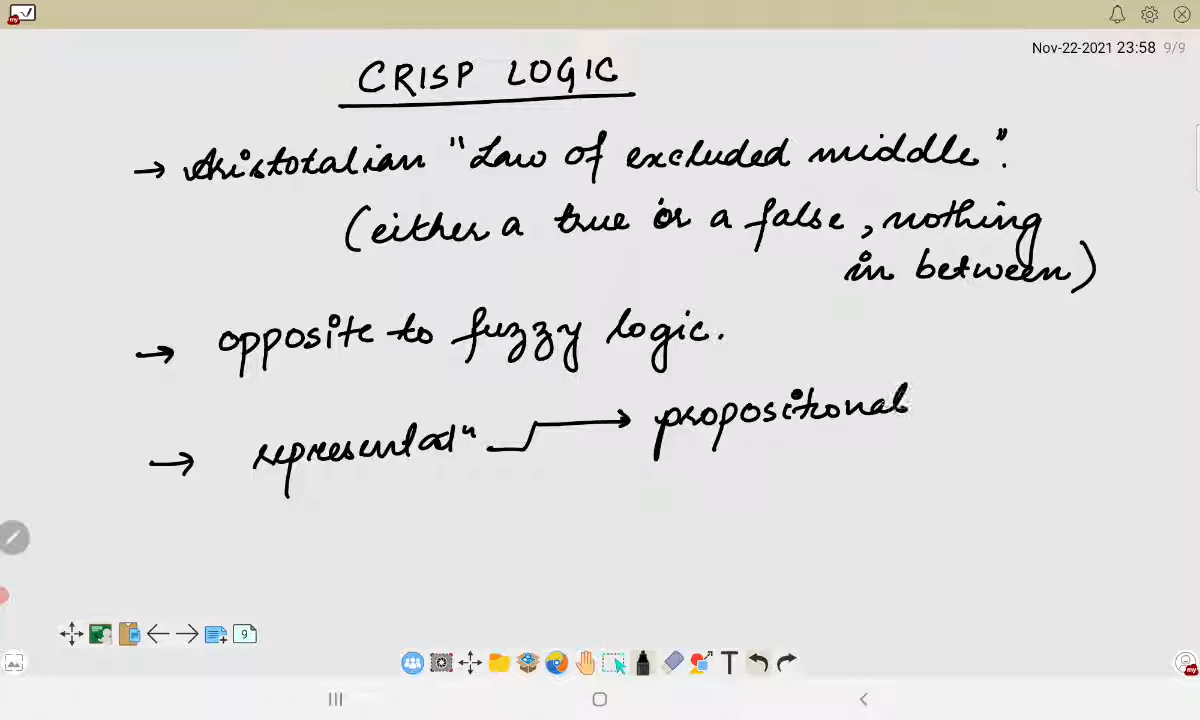 Nov-22-2021 23:58 9/9
CRISP LOGIC
→ Aristotalian "Law of excluded middle".
(either a true or a false, nothing
in between)
→ opposite to fuzzy logic.
→ representatⁿ → propositional
9